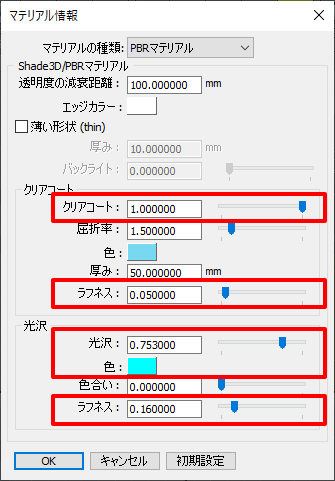 マテリアル情報
マテリアルの種類: PBRマテリアル
Shade3D/PBRマテリアル
透明度の減衰距離: 100.000000 mm
エッジカラー:
薄い形状 (thin)
厚み: 10.000000 mm
バックライト: 0.000000
クリアコート
クリアコート: 1.000000
屈折率: 1.500000
色:
厚み: 50.000000 mm
ラフネス: 0.050000
光沢
光沢: 0.753000
色:
色合い: 0.000000
ラフネス: 0.160000
OK キャンセル 初期設定